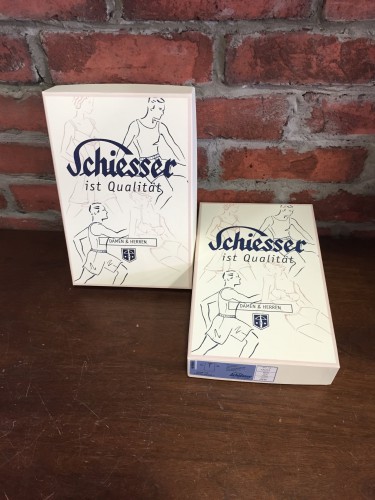 Schiesser
ist Qualität
DAMEN & HERREN
Schiesser
ist Qualität
DAMEN & HERREN